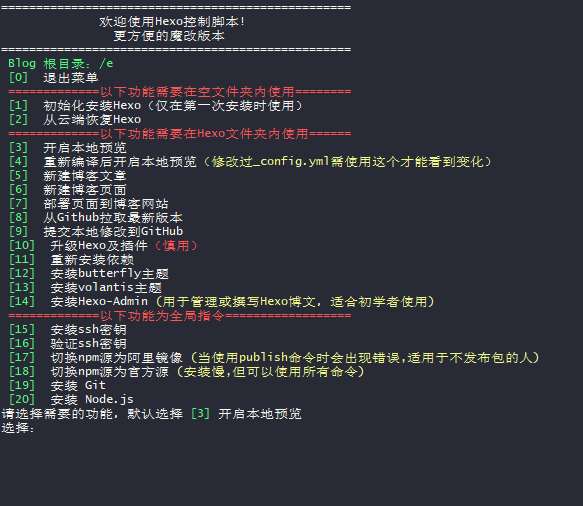 ==================================================
欢迎使用Hexo控制脚本!
更方便的魔改版本
==================================================
Blog 根目录: /e
[0] 退出菜单
=============以下功能需要在空文件夹内使用========
[1] 初始化安装Hexo（仅在第一次安装时使用）
[2] 从云端恢复Hexo
=============以下功能需要在Hexo文件夹内使用======
[3] 开启本地预览
[4] 重新编译后开启本地预览（修改过_config.yml需使用这个才能看到变化）
[5] 新建博客文章
[6] 新建博客页面
[7] 部署页面到博客网站
[8] 从Github拉取最新版本
[9] 提交本地修改到GitHub
[10] 升级Hexo及插件（慎用）
[11] 重新安装依赖
[12] 安装butterfly主题
[13] 安装volantis主题
[14] 安装Hexo-Admin (用于管理或撰写Hexo博文, 适合初学者使用)
=============以下功能为全局指令==================
[15] 安装ssh密钥
[16] 验证ssh密钥
[17] 切换npm源为阿里镜像 (当使用publish命令时会出现错误,适用于不发布包的人)
[18] 切换npm源为官方源 (安装慢,但可以使用所有命令)
[19] 安装 Git
[20] 安装 Node.js
请选择需要的功能, 默认选择 [3] 开启本地预览
选择: